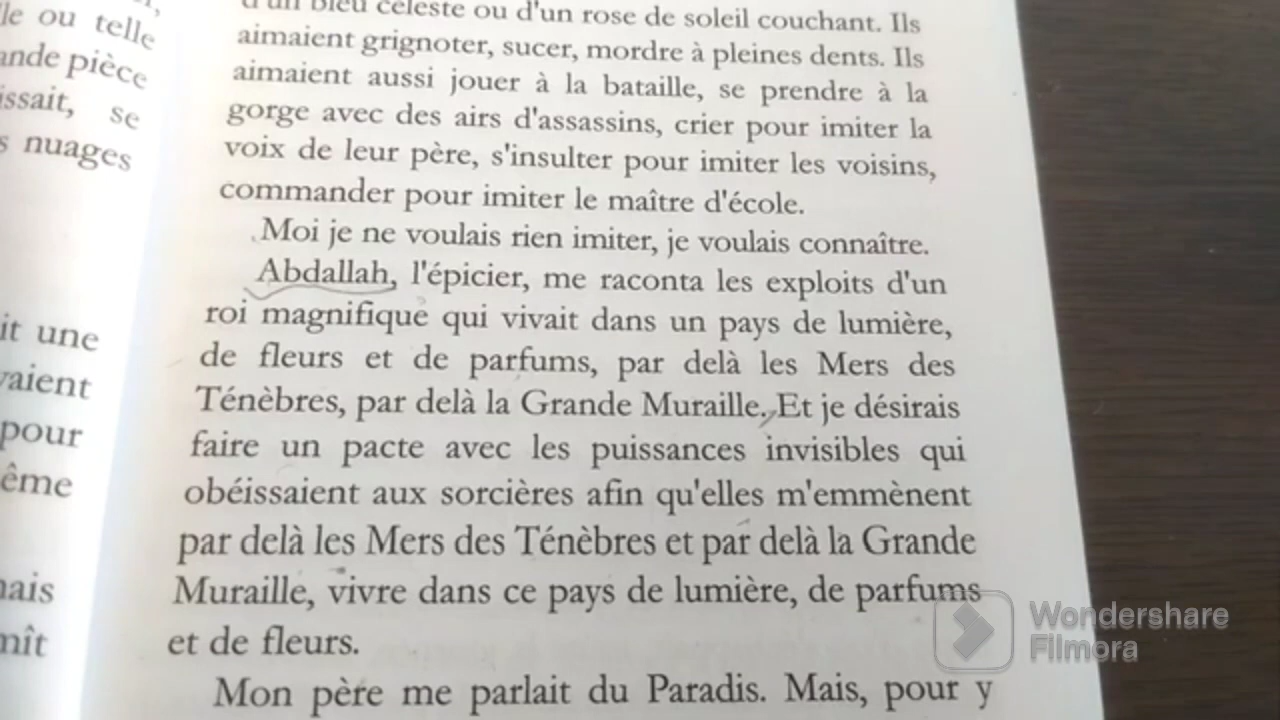 le ou telle
ande pièce
issait, se
s nuages
it une
vaient
pour
ême
nais
nît
d'un bleu céleste ou d'un rose de soleil couchant. Ils
aimaient grignoter, sucer, mordre à pleines dents. Ils
aimaient aussi jouer à la bataille, se prendre à la
gorge avec des airs d'assassins, crier pour imiter la
voix de leur père, s'insulter pour imiter les voisins,
commander pour imiter le maître d'école.
Moi je ne voulais rien imiter, je voulais connaître.
Abdallah, l'épicier, me raconta les exploits d'un
roi magnifique qui vivait dans un pays de lumière,
de fleurs et de parfums, par delà les Mers des
Ténèbres, par delà la Grande Muraille. Et je désirais
faire un pacte avec les puissances invisibles qui
obéissaient aux sorcières afin qu'elles m'emmènent
par delà les Mers des Ténèbres et par delà la Grande
Muraille, vivre dans ce pays de lumière, de parfums
et de fleurs.
Mon père me parlait du Paradis. Mais, pour y
Wondershare
Filmora